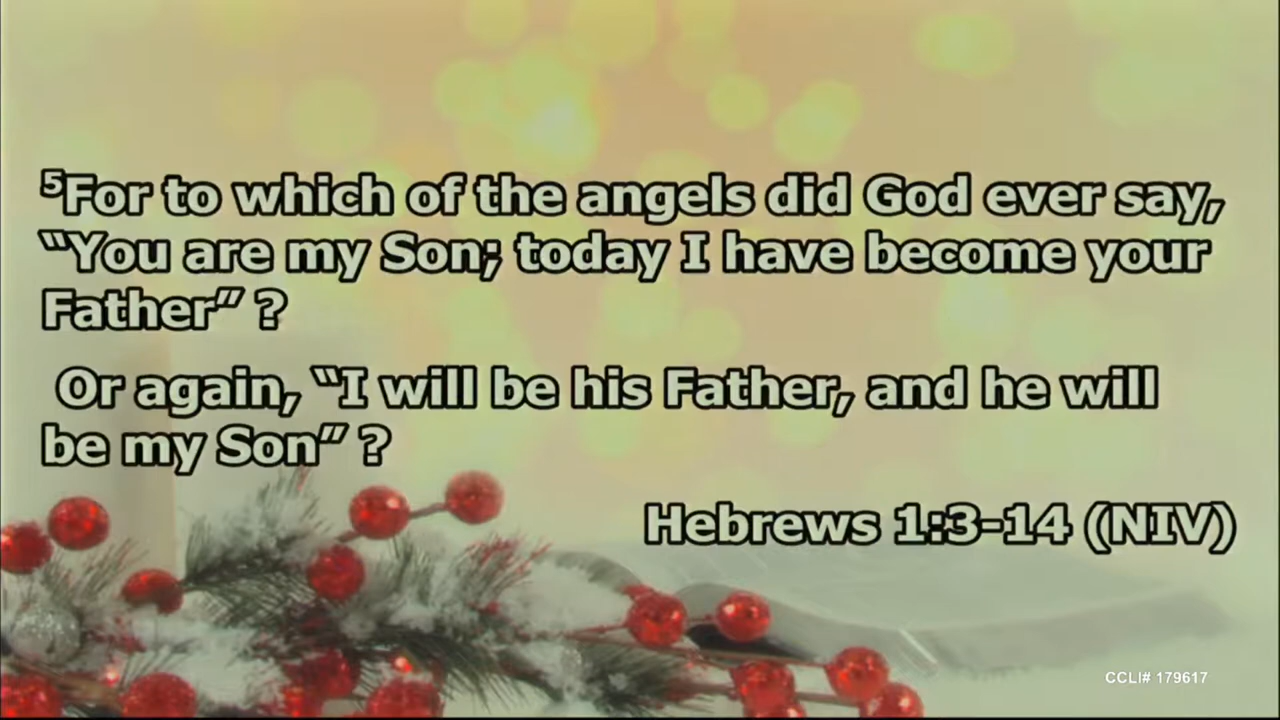 ⁵For to which of the angels did God ever say,
“You are my Son; today I have become your
Father” ?
Or again, “I will be his Father, and he will
be my Son” ?
Hebrews 1:3-14 (NIV)
CCLI# 179617